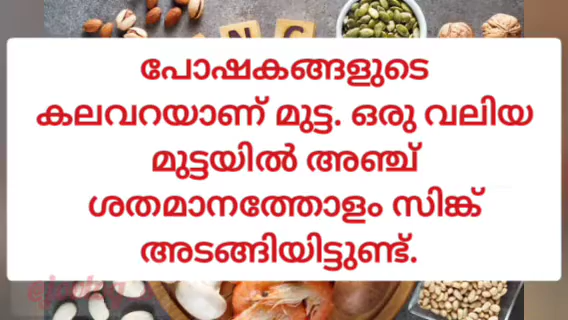 പോഷകങ്ങളുടെ
കലവറയാണ് മുട്ട. ഒരു വലിയ
മുട്ടയിൽ അഞ്ച്
ശതമാനത്തോളം സിങ്ക്
അടങ്ങിയിട്ടുണ്ട്.